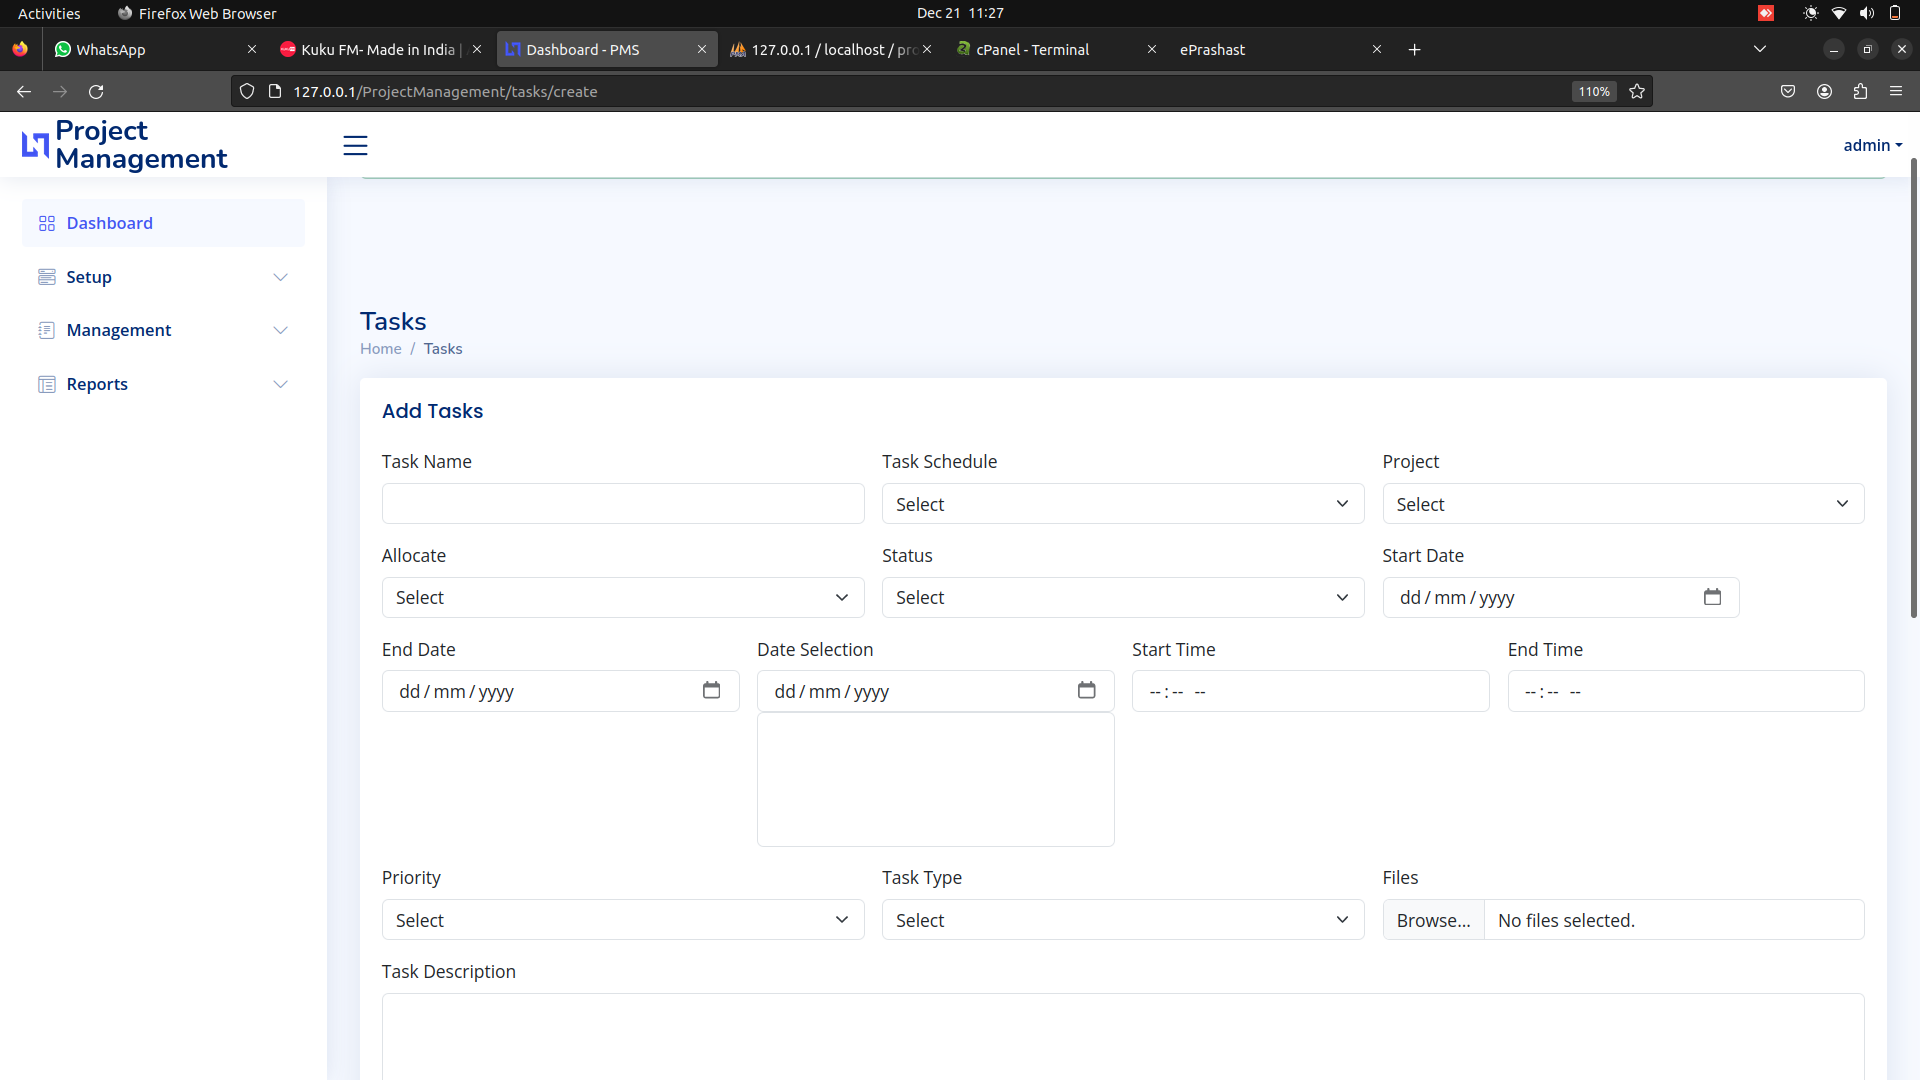 Activities
Firefox Web Browser
Dec 21 11:27
WhatsApp
Kuku FM- Made in India |
Dashboard - PMS
127.0.0.1 / localhost / pro
cPanel - Terminal
ePrashast
127.0.0.1/ProjectManagement/tasks/create
110%
Project
Management
admin
Dashboard
Setup
Management
Reports
Tasks
Home / Tasks
Add Tasks
Task Name
Task Schedule
Project
Select
Select
Allocate
Status
Start Date
Select
Select
dd/mm/yyyy
End Date
Date Selection
Start Time
End Time
dd/mm/yyyy
dd/mm/yyyy
--:-- --
--:-- --
Priority
Task Type
Files
Select
Select
Browse...
No files selected.
Task Description